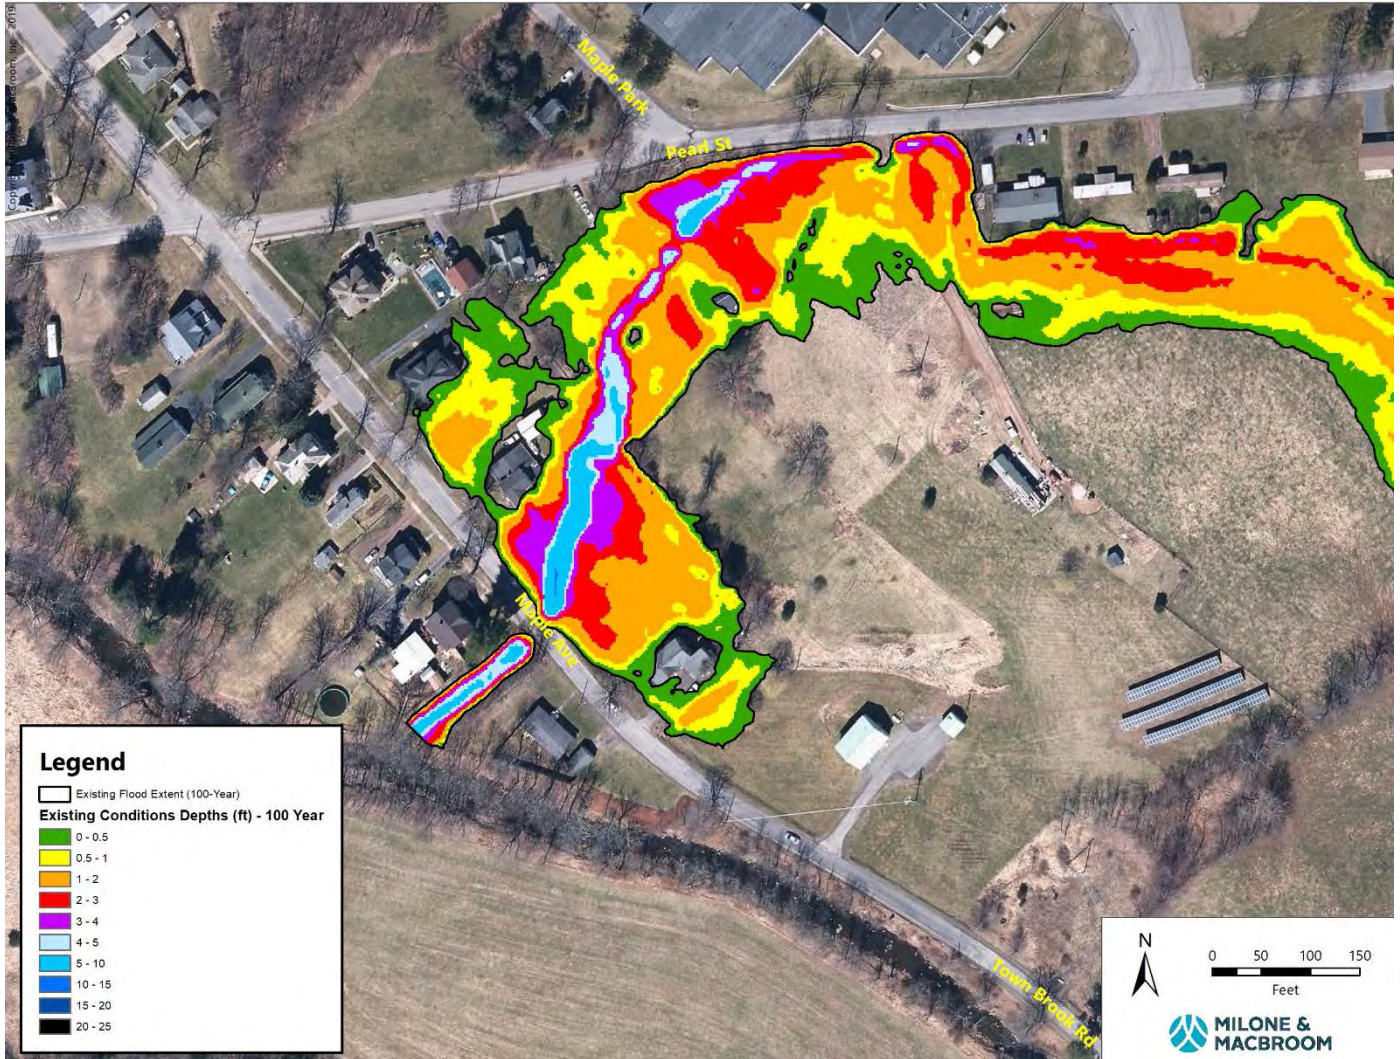 Maple Park
Pearl St
Maple Ave
Town Brook Rd
Legend
Existing Flood Extent (100-Year)
Existing Conditions Depths (ft) - 100 Year
0 - 0.5
0.5 - 1
1 - 2
2 - 3
3 - 4
4 - 5
5 - 10
10 - 15
15 - 20
20 - 25
N
0 50 100 150
Feet
MILONE &
MACBROOM